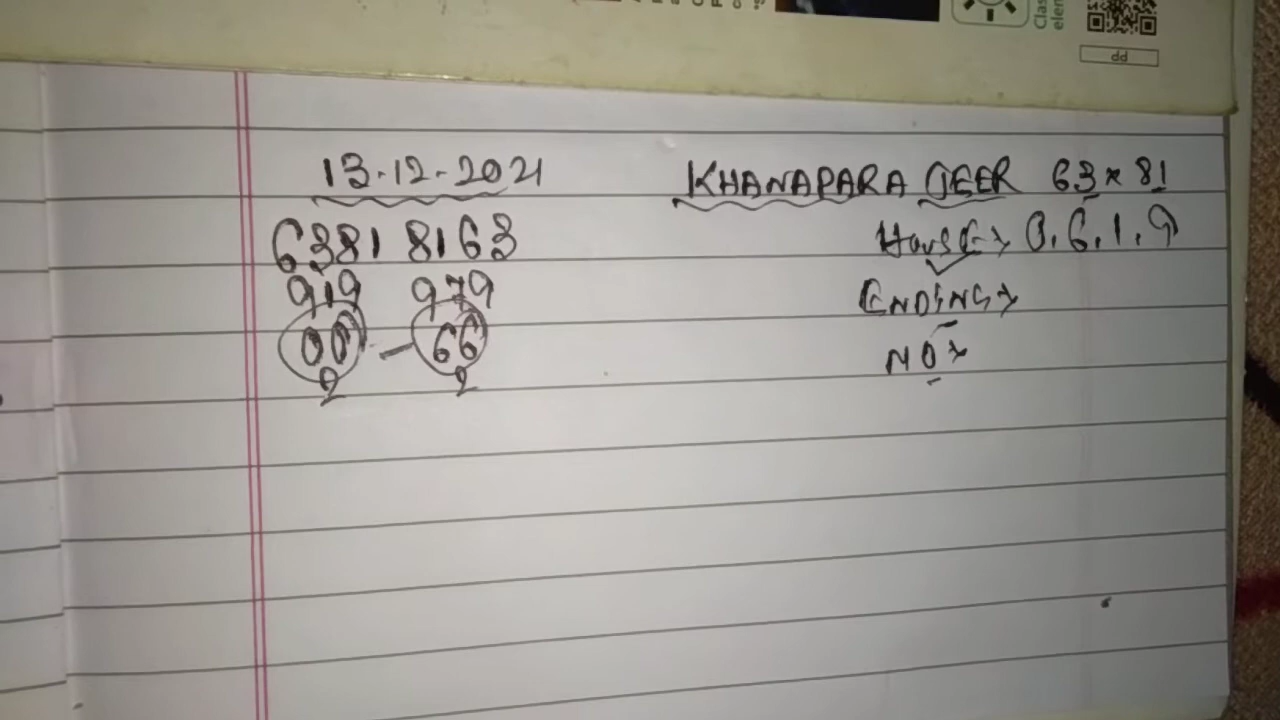 13-12-2021
6381 8163
919 979
00 - 66
2 2
KHANAPARA TEER 63 x 81
HOUSE → 0, 6, 1, 9
ENDING →
NO →
dd